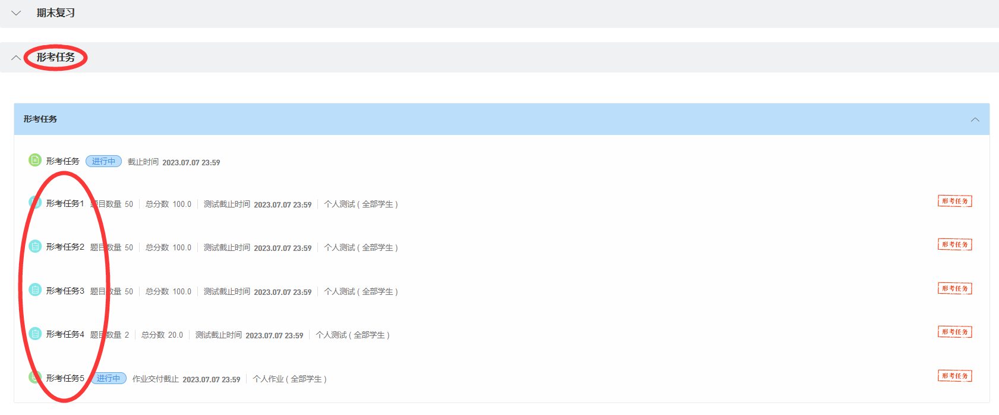 期末复习
形考任务
形考任务
形考任务 进行中 截止时间 2023.07.07 23:59
形考任务1 题目数量 50 总分数 100.0 测试截止时间 2023.07.07 23:59 个人测试 ( 全部学生 ) 形考任务
形考任务2 题目数量 50 总分数 100.0 测试截止时间 2023.07.07 23:59 个人测试 ( 全部学生 ) 形考任务
形考任务3 题目数量 50 总分数 100.0 测试截止时间 2023.07.07 23:59 个人测试 ( 全部学生 ) 形考任务
形考任务4 题目数量 2 总分数 20.0 测试截止时间 2023.07.07 23:59 个人测试 ( 全部学生 ) 形考任务
形考任务5 进行中 作业交付截止 2023.07.07 23:59 个人作业 ( 全部学生 ) 形考任务